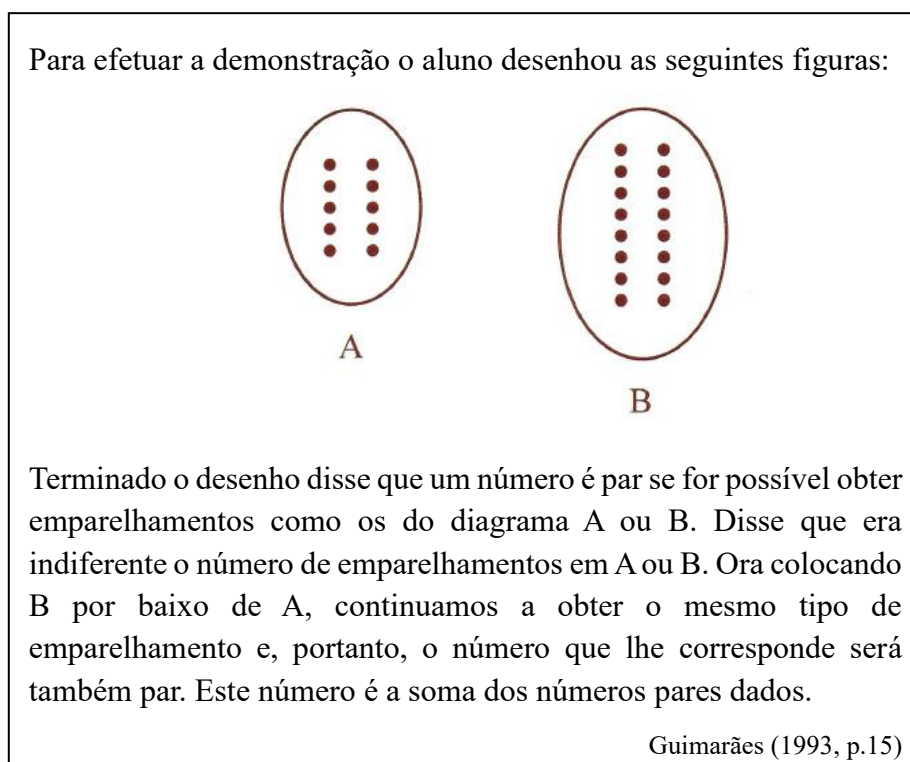 Para efetuar a demonstração o aluno desenhou as seguintes figuras:
A
B
Terminado o desenho disse que um número é par se for possível obter
emparelhamentos como os do diagrama A ou B. Disse que era
indiferente o número de emparelhamentos em A ou B. Ora colocando
B por baixo de A, continuamos a obter o mesmo tipo de
emparelhamento e, portanto, o número que lhe corresponde será
também par. Este número é a soma dos números pares dados.
Guimarães (1993, p.15)